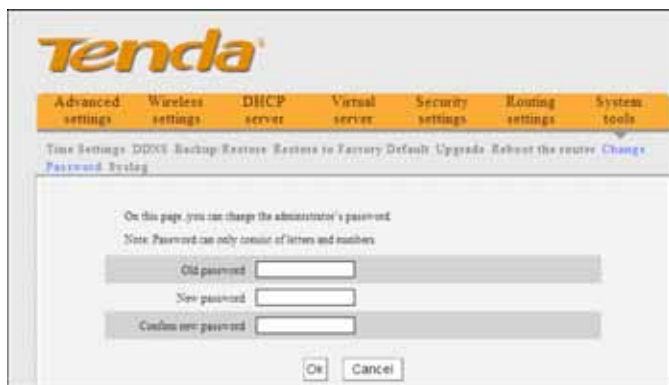 Tenda
Advanced settings Wireless settings DHCP server Virtual server Security settings Routing settings System tools
Time Settings DDNS Backup/Restore Restore to Factory Default Upgrade Reboot the router Change
Password Syslog
On this page, you can change the administrator's password.
Note: Password can only consist of letters and numbers
Old password
New password
Confirm new password
Ok Cancel